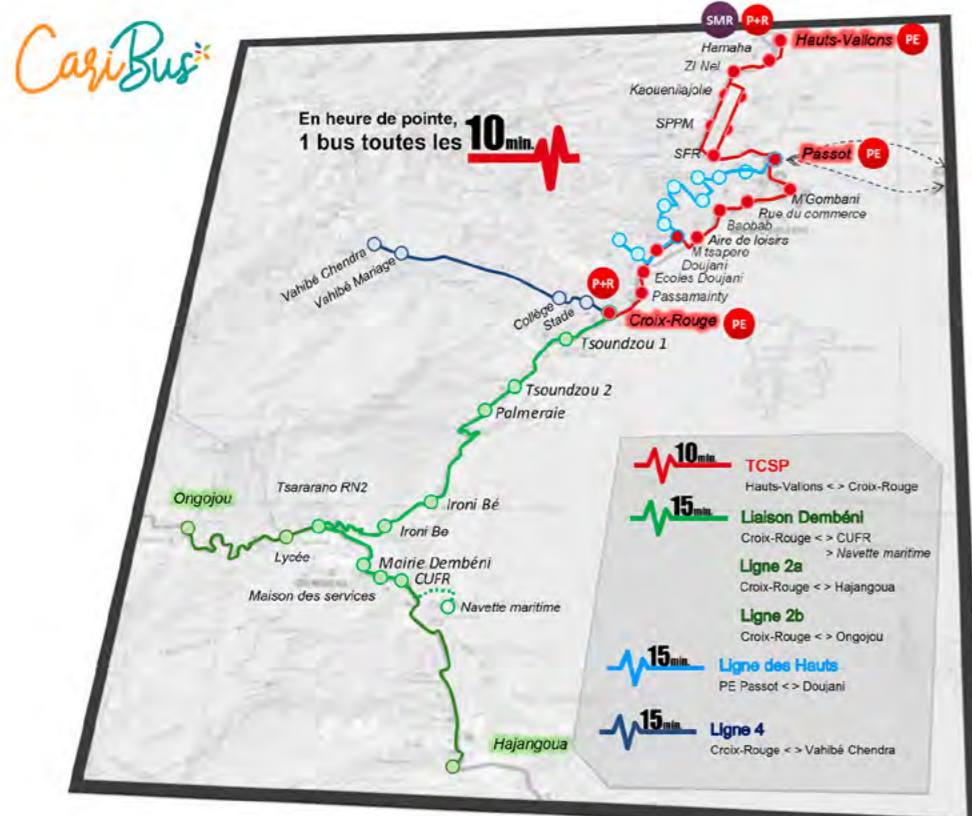 CariBus
SMR
P+R
Hauts-Vallons
PE
Hamaha
ZI Nel
Kaouenilajolie
En heure de pointe,
1 bus toutes les 10min.
SPPM
SFR
Passot
PE
M'Gombani
Rue du commerce
Baobab
Aire de loisirs
Mtsapere
Doujani
Ecoles Doujani
Passamainty
Vahibé Chendra
Vahibé Mariage
Collège
Stade
P+R
Croix-Rouge
PE
Tsoundzou 1
Tsoundzou 2
Palmeraie
Ironi Bé
Tsararano RN2
Ongojou
Ironi Be
Lycée
Mairie Dembéni
CUFR
Maison des services
Navette maritime
Hajangoua
10min.
TCSP
Hauts-Vallons <> Croix-Rouge
15min.
Liaison Dembéni
Croix-Rouge <> CUFR
> Navette maritime
Ligne 2a
Croix-Rouge <> Hajangoua
Ligne 2b
Croix-Rouge <> Ongojou
15min.
Ligne des Hauts
PE Passot <> Doujani
15min.
Ligne 4
Croix-Rouge <> Vahibé Chendra